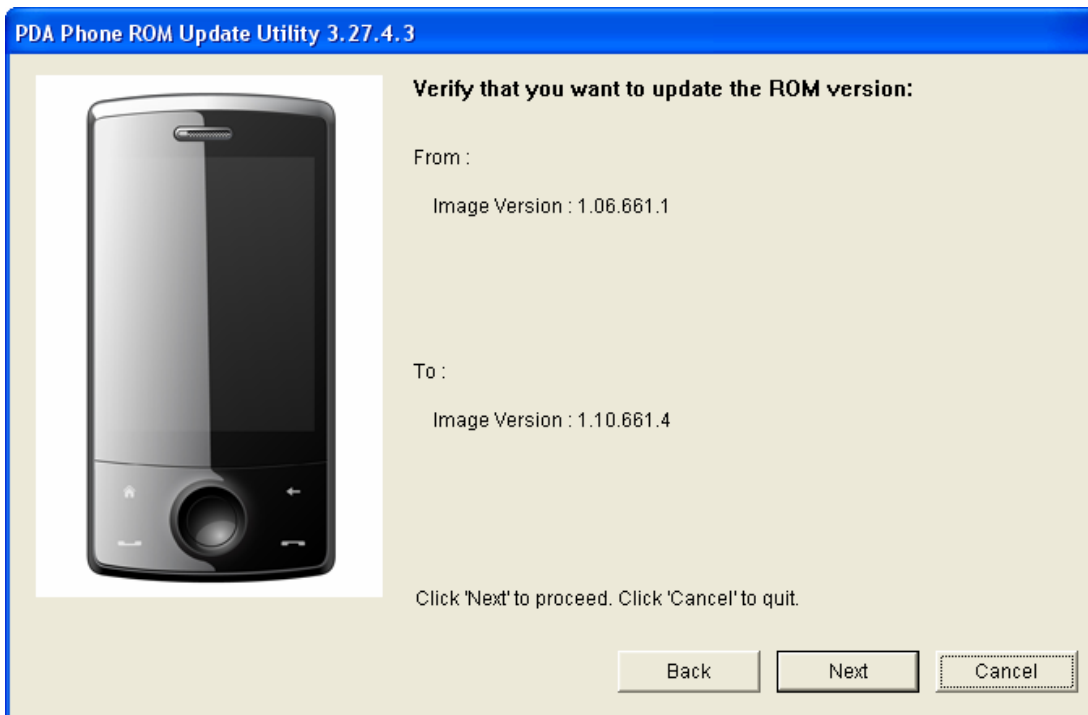 PDA Phone ROM Update Utility 3.27.4.3
Verify that you want to update the ROM version:
From :
Image Version : 1.06.661.1
To :
Image Version : 1.10.661.4
Click 'Next' to proceed. Click 'Cancel' to quit.
Back Next Cancel